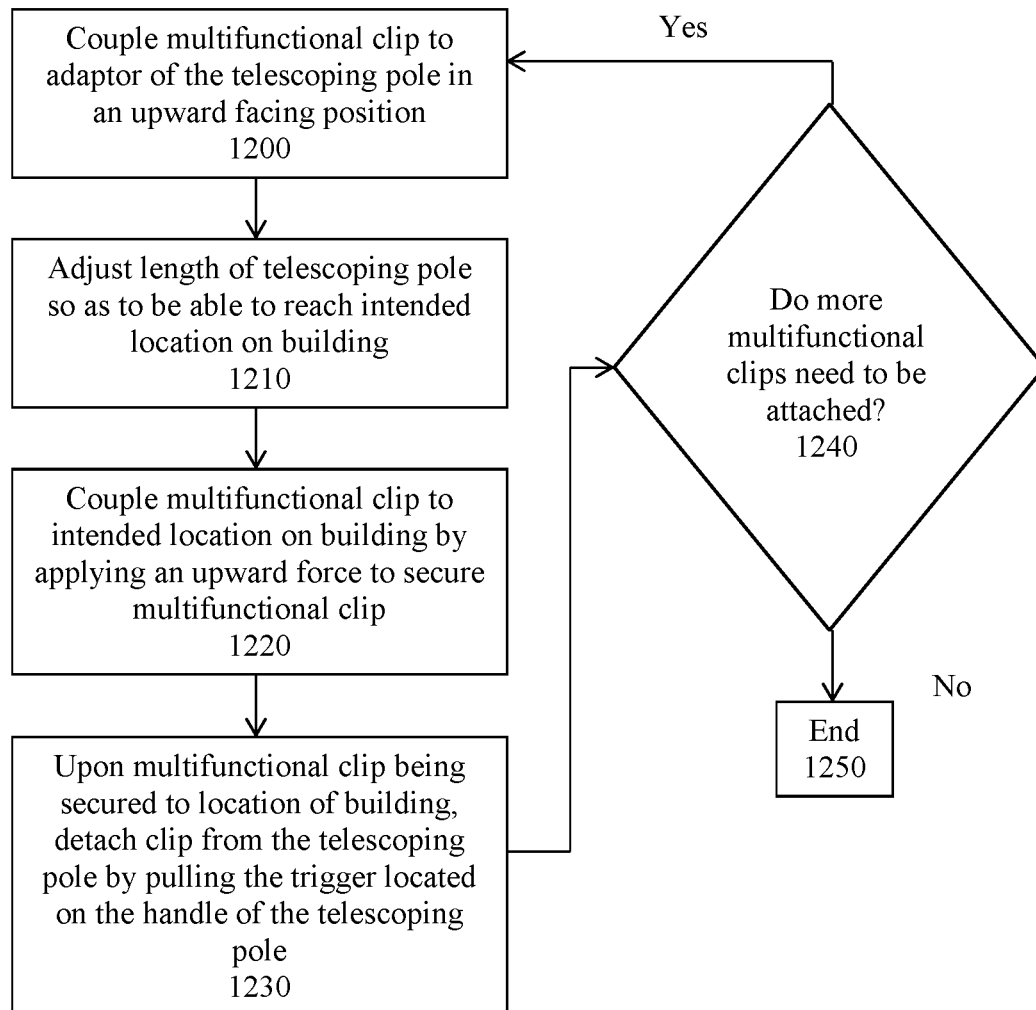 Couple multifunctional clip to
adaptor of the telescoping pole in
an upward facing position
1200
Adjust length of telescoping pole
so as to be able to reach intended
location on building
1210
Couple multifunctional clip to
intended location on building by
applying an upward force to secure
multifunctional clip
1220
Upon multifunctional clip being
secured to location of building,
detach clip from the telescoping
pole by pulling the trigger located
on the handle of the telescoping
pole
1230
Yes
Do more
multifunctional
clips need to be
attached?
1240
No
End
1250